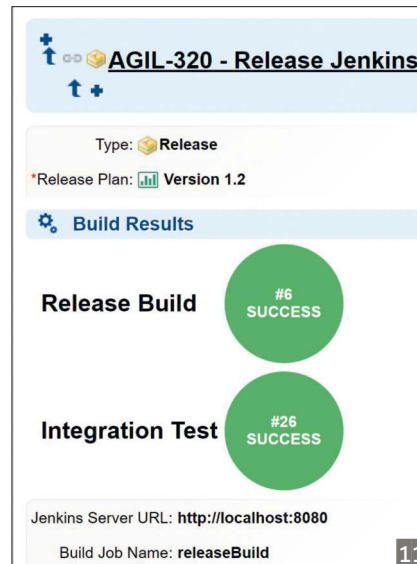 AGIL-320 - Release Jenkins
Type: Release
*Release Plan: Version 1.2
Build Results
Release Build
#6
SUCCESS
Integration Test
#26
SUCCESS
Jenkins Server URL: http://localhost:8080
Build Job Name: releaseBuild
11